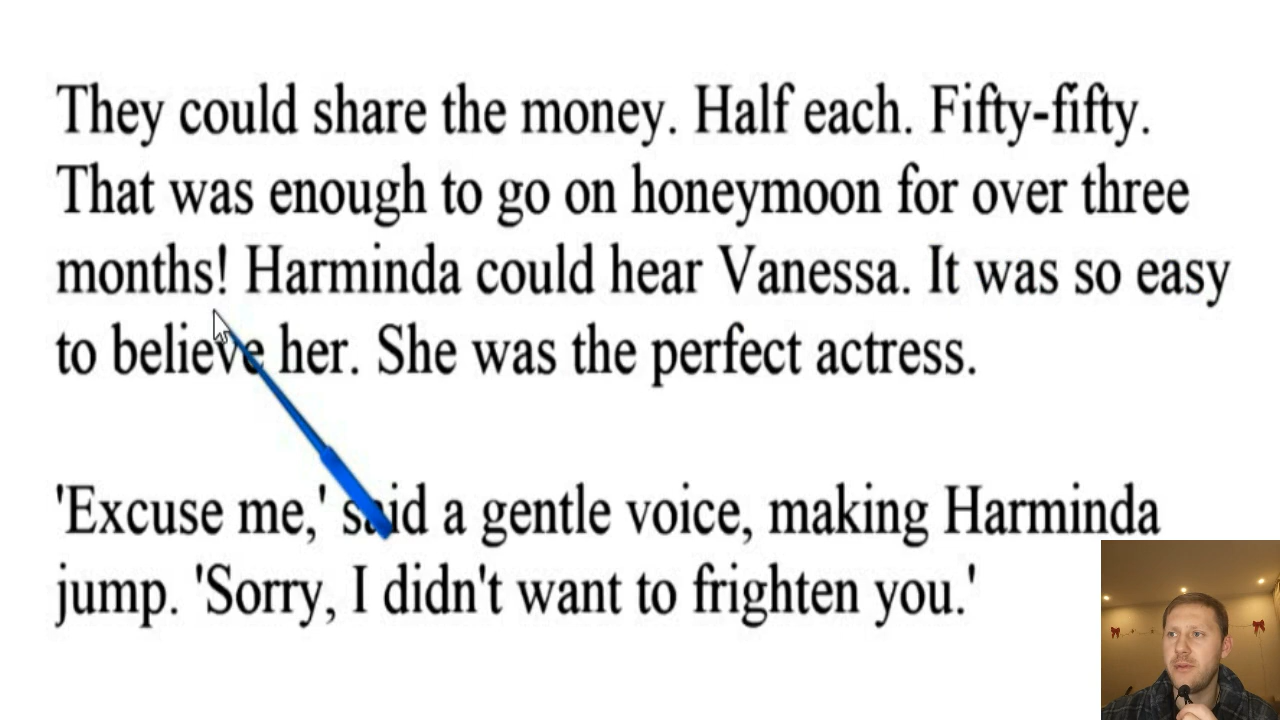 They could share the money. Half each. Fifty-fifty.
That was enough to go on honeymoon for over three
months! Harminda could hear Vanessa. It was so easy
to believe her. She was the perfect actress.
'Excuse me,' said a gentle voice, making Harminda
jump. 'Sorry, I didn't want to frighten you.'